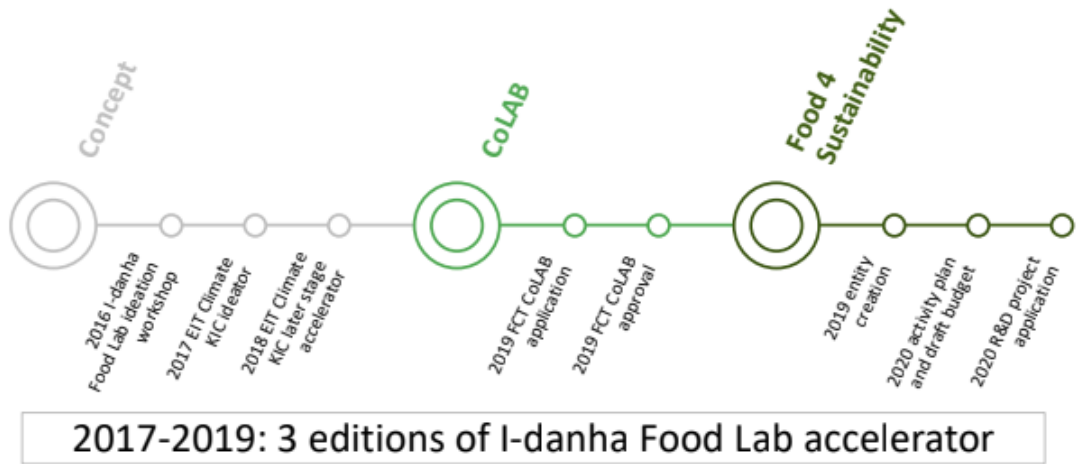 Concept
CoLAB
Food 4
Sustainability
2016 I-danha
Food Lab ideation
workshop
2017 EIT Climate
KIC ideator
2018 EIT Climate
KIC later stage
accelerator
2019 FCT CoLAB
application
2019 FCT CoLAB
approval
2019 entity
creation
2020 activity plan
and draft budget
2020 R&D project
application
2017-2019: 3 editions of I-danha Food Lab accelerator